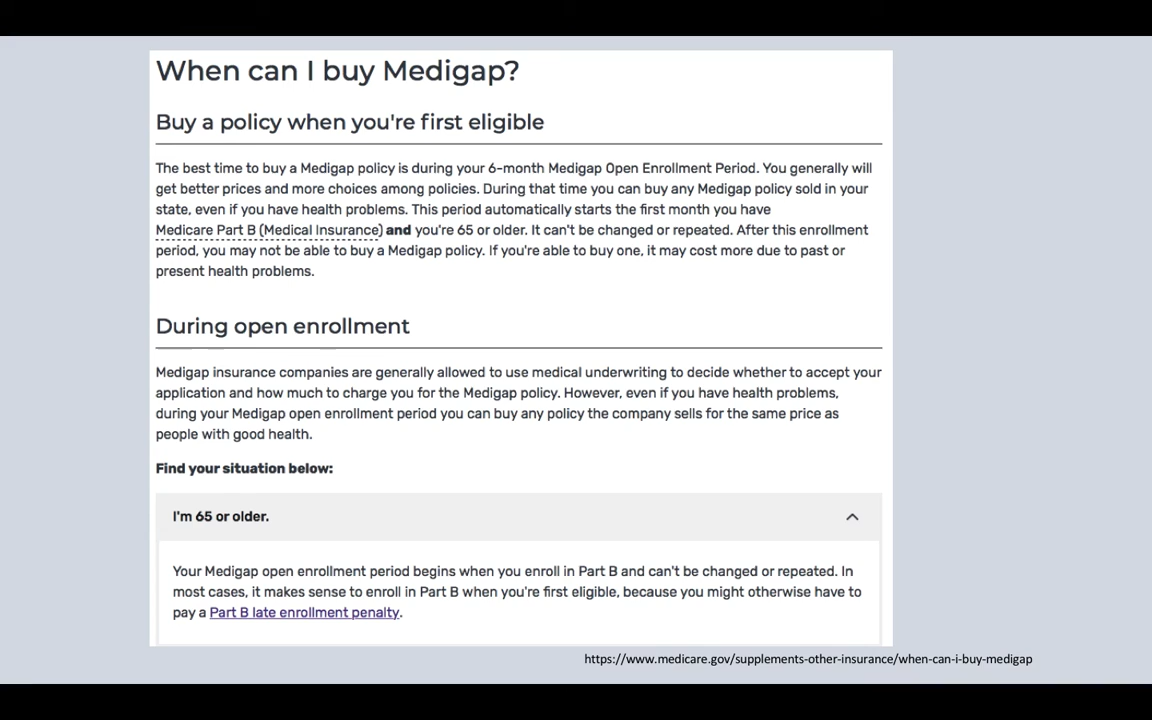 When can I buy Medigap?
Buy a policy when you're first eligible
The best time to buy a Medigap policy is during your 6-month Medigap Open Enrollment Period. You generally will
get better prices and more choices among policies. During that time you can buy any Medigap policy sold in your
state, even if you have health problems. This period automatically starts the first month you have
Medicare Part B (Medical Insurance) and you're 65 or older. It can't be changed or repeated. After this enrollment
period, you may not be able to buy a Medigap policy. If you're able to buy one, it may cost more due to past or
present health problems.
During open enrollment
Medigap insurance companies are generally allowed to use medical underwriting to decide whether to accept your
application and how much to charge you for the Medigap policy. However, even if you have health problems,
during your Medigap open enrollment period you can buy any policy the company sells for the same price as
people with good health.
Find your situation below:
I'm 65 or older.
Your Medigap open enrollment period begins when you enroll in Part B and can't be changed or repeated. In
most cases, it makes sense to enroll in Part B when you're first eligible, because you might otherwise have to
pay a Part B late enrollment penalty.
https://www.medicare.gov/supplements-other-insurance/when-can-i-buy-medigap